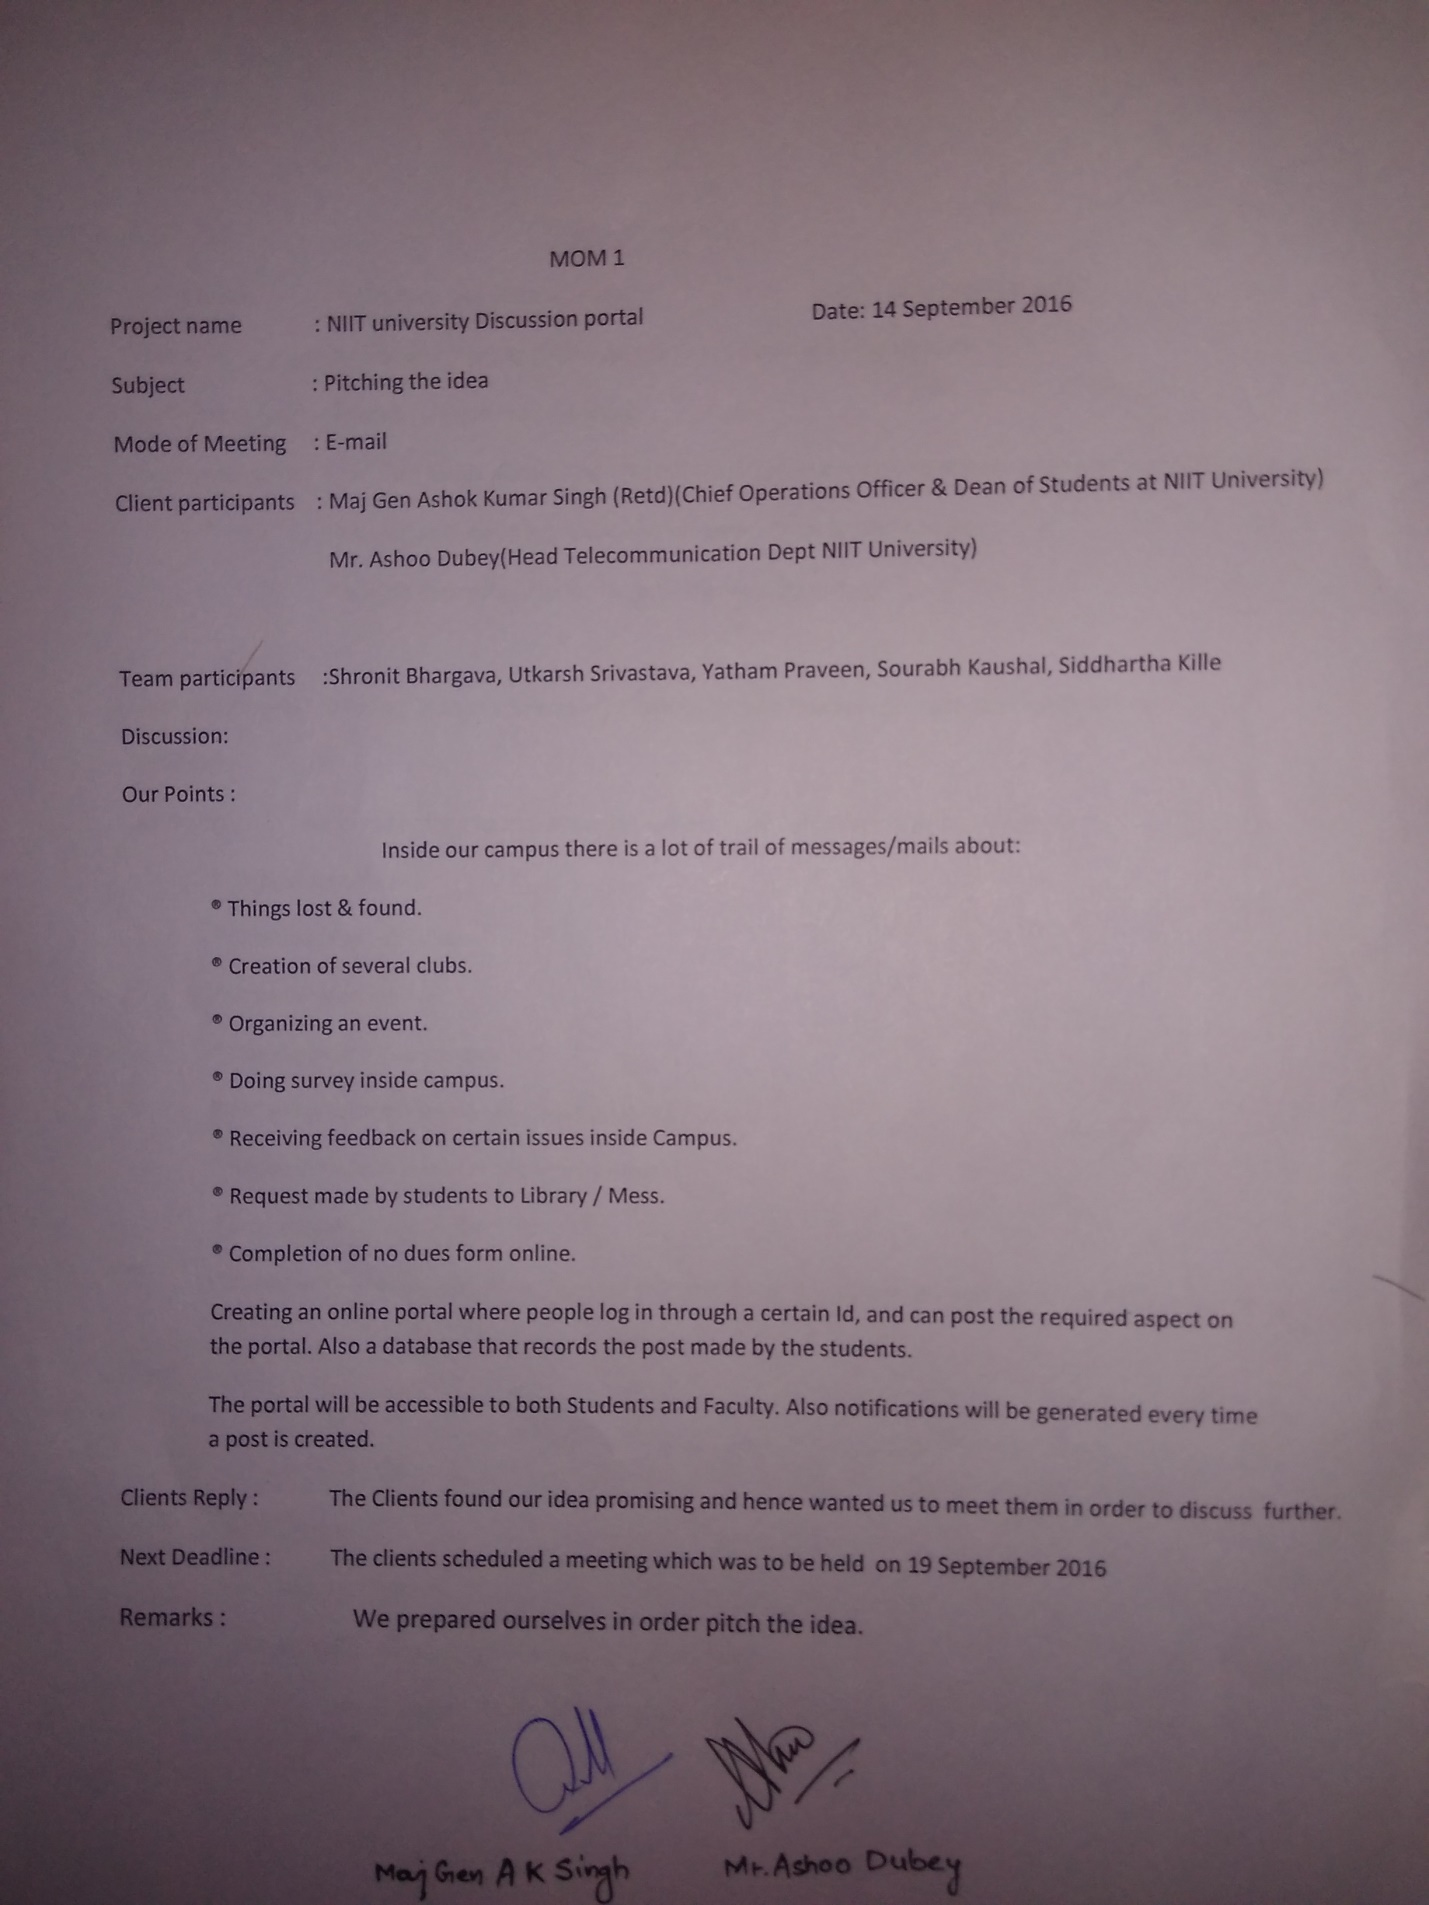 MOM 1
Project name : NIIT university Discussion portal Date: 14 September 2016
Subject : Pitching the idea
Mode of Meeting : E-mail
Client participants : Maj Gen Ashok Kumar Singh (Retd)(Chief Operations Officer & Dean of Students at NIIT University)
Mr. Ashoo Dubey(Head Telecommunication Dept NIIT University)
Team participants :Shronit Bhargava, Utkarsh Srivastava, Yatham Praveen, Sourabh Kaushal, Siddhartha Kille
Discussion:
Our Points :
Inside our campus there is a lot of trail of messages/mails about:
® Things lost & found.
® Creation of several clubs.
® Organizing an event.
® Doing survey inside campus.
® Receiving feedback on certain issues inside Campus.
® Request made by students to Library / Mess.
® Completion of no dues form online.
Creating an online portal where people log in through a certain Id, and can post the required aspect on
the portal. Also a database that records the post made by the students.
The portal will be accessible to both Students and Faculty. Also notifications will be generated every time
a post is created.
Clients Reply : The Clients found our idea promising and hence wanted us to meet them in order to discuss further.
Next Deadline : The clients scheduled a meeting which was to be held on 19 September 2016
Remarks : We prepared ourselves in order pitch the idea.
Maj Gen A K Singh Mr. Ashoo Dubey